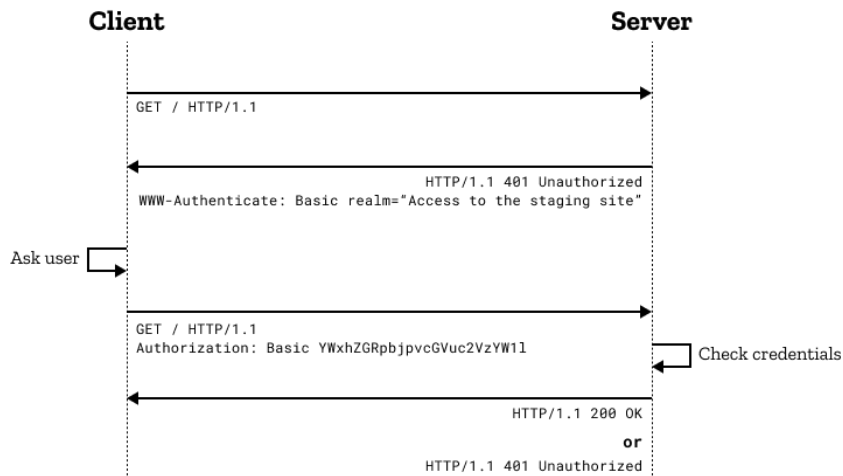 Client Server
GET / HTTP/1.1
HTTP/1.1 401 Unauthorized
WWW-Authenticate: Basic realm="Access to the staging site"
Ask user
GET / HTTP/1.1
Authorization: Basic YWxhZGRpbjpvcGVuc2VzYW1l
Check credentials
HTTP/1.1 200 OK
or
HTTP/1.1 401 Unauthorized